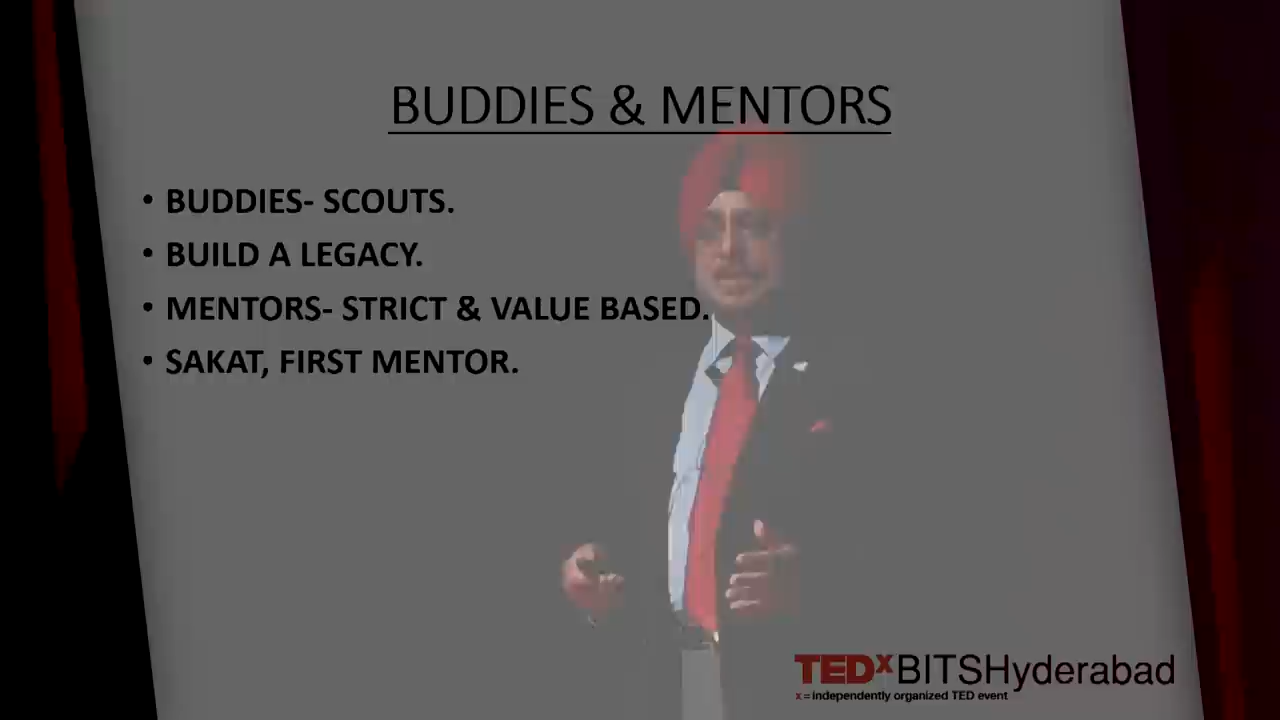 BUDDIES & MENTORS
• BUDDIES- SCOUTS.
• BUILD A LEGACY.
• MENTORS- STRICT & VALUE BASED.
• SAKAT, FIRST MENTOR.
TEDxBITSHyderabad
x = independently organized TED event